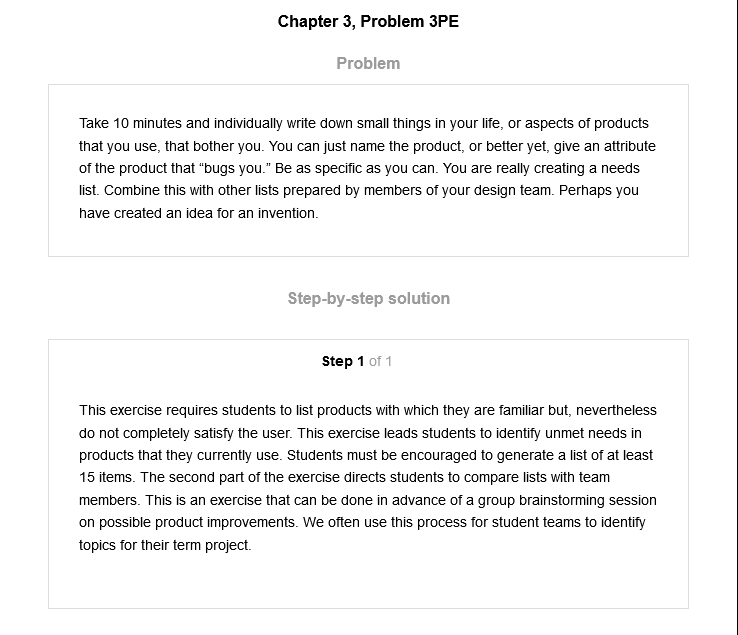 Chapter 3, Problem 3PE
Problem
Take 10 minutes and individually write down small things in your life, or aspects of products
that you use, that bother you. You can just name the product, or better yet, give an attribute
of the product that “bugs you.” Be as specific as you can. You are really creating a needs
list. Combine this with other lists prepared by members of your design team. Perhaps you
have created an idea for an invention.
Step-by-step solution
Step 1 of 1
This exercise requires students to list products with which they are familiar but, nevertheless
do not completely satisfy the user. This exercise leads students to identify unmet needs in
products that they currently use. Students must be encouraged to generate a list of at least
15 items. The second part of the exercise directs students to compare lists with team
members. This is an exercise that can be done in advance of a group brainstorming session
on possible product improvements. We often use this process for student teams to identify
topics for their term project.